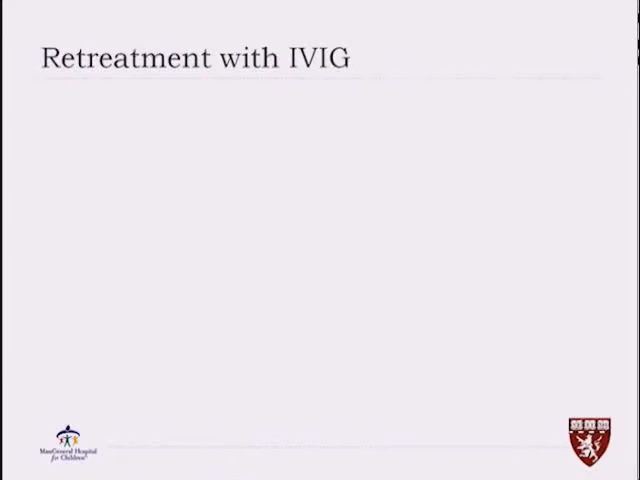 Retreatment with IVIG
MassGeneral Hospital
for Children